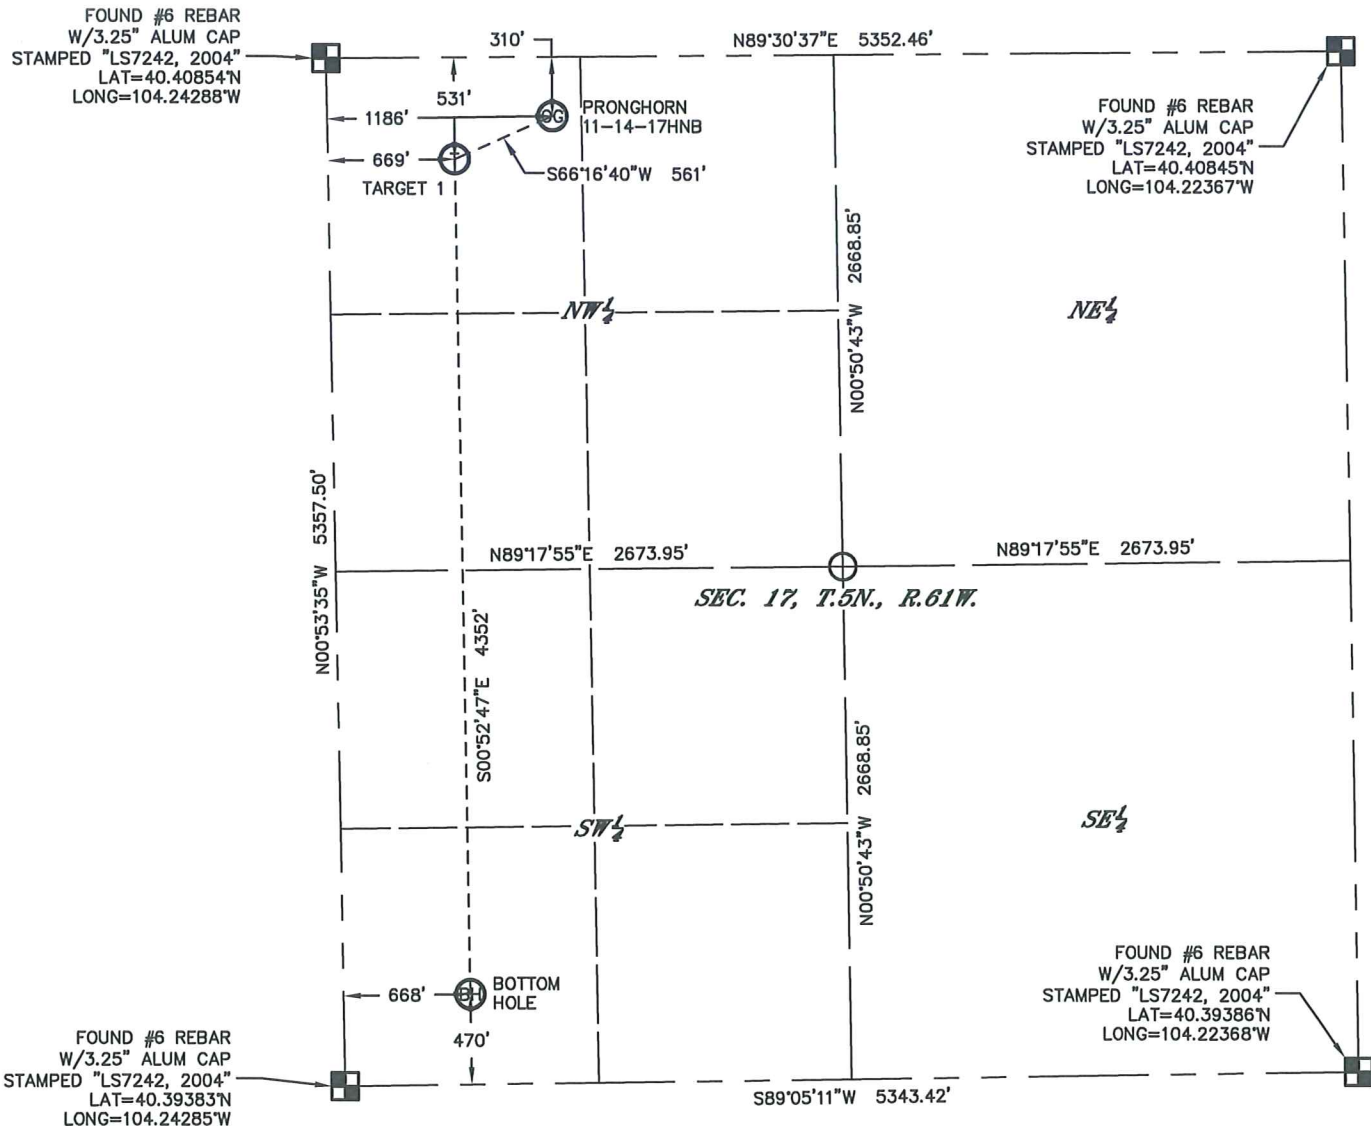 FOUND #6 REBAR
W/3.25" ALUM CAP
STAMPED "LS7242, 2004"
LAT=40.40854°N
LONG=104.24288°W
310'
N89°30'37"E 5352.46'
531'
1186'
OG
PRONGHORN
11-14-17HNB
669'
T
TARGET 1
S66°16'40"W 561'
FOUND #6 REBAR
W/3.25" ALUM CAP
STAMPED "LS7242, 2004"
LAT=40.40845°N
LONG=104.22367°W
N00°50'43"W 2668.85'
NW¼
NE¼
N00°53'35"W 5357.50'
N89°17'55"E 2673.95'
N89°17'55"E 2673.95'
SEC. 17, T.5N., R.61W.
S00°52'47"E 4352'
N00°50'43"W 2668.85'
SW¼
SE¼
668'
BH
BOTTOM
HOLE
470'
FOUND #6 REBAR
W/3.25" ALUM CAP
STAMPED "LS7242, 2004"
LAT=40.39386°N
LONG=104.22368°W
FOUND #6 REBAR
W/3.25" ALUM CAP
STAMPED "LS7242, 2004"
LAT=40.39383°N
LONG=104.24285°W
S89°05'11"W 5343.42'